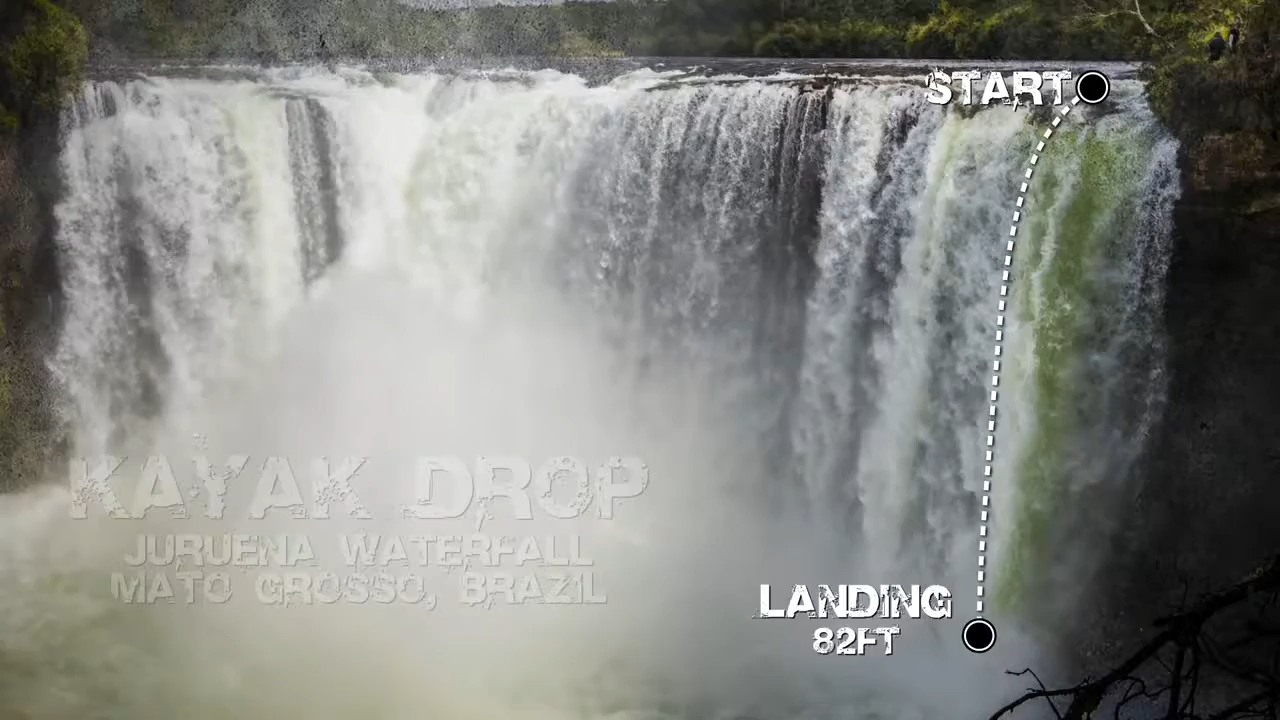 START
KAYAK DROP
JURUENA WATERFALL
MATO GROSSO, BRAZIL
LANDING
82FT